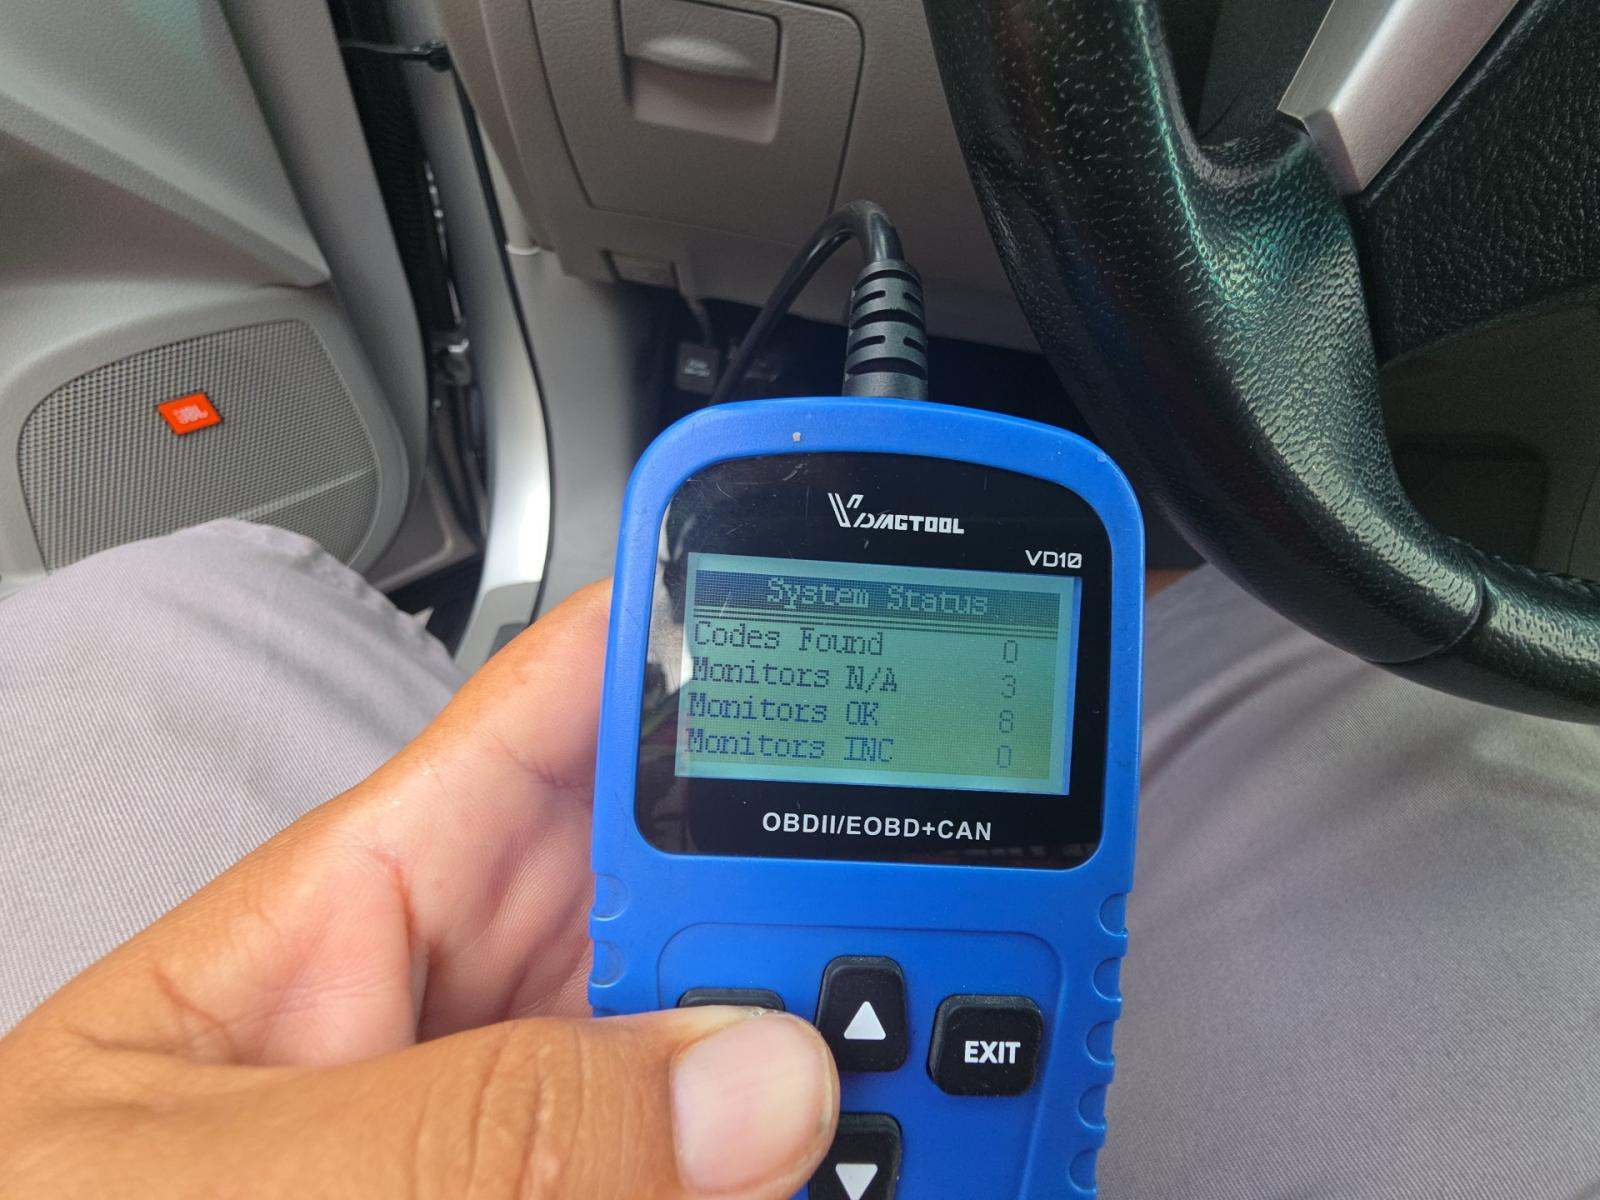 JBL
VDIAGTOOL
VD10
System Status
Codes Found 0
Monitors N/A 3
Monitors OK 8
Monitors INC 0
OBDII/EOBD+CAN
EXIT